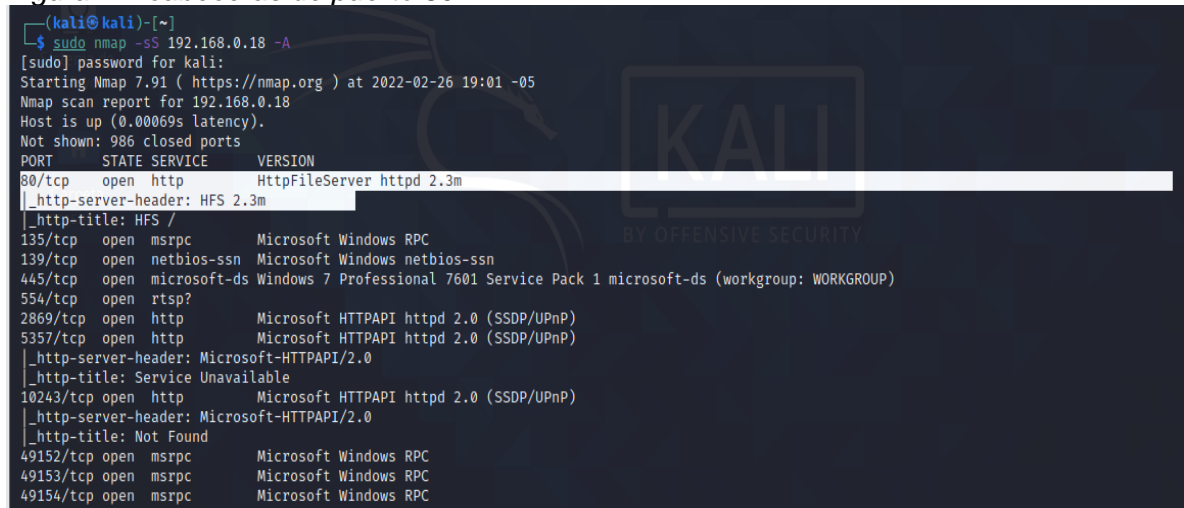 ┌──(kali㉿kali)-[~]
└─$ sudo nmap -sS 192.168.0.18 -A
[sudo] password for kali:
Starting Nmap 7.91 ( https://nmap.org ) at 2022-02-26 19:01 -05
Nmap scan report for 192.168.0.18
Host is up (0.00069s latency).
Not shown: 986 closed ports
PORT      STATE SERVICE      VERSION
80/tcp    open  http         HttpFileServer httpd 2.3m
|_http-server-header: HFS 2.3m
|_http-title: HFS /
135/tcp   open  msrpc        Microsoft Windows RPC
139/tcp   open  netbios-ssn  Microsoft Windows netbios-ssn
445/tcp   open  microsoft-ds Windows 7 Professional 7601 Service Pack 1 microsoft-ds (workgroup: WORKGROUP)
554/tcp   open  rtsp?
2869/tcp  open  http         Microsoft HTTPAPI httpd 2.0 (SSDP/UPnP)
5357/tcp  open  http         Microsoft HTTPAPI httpd 2.0 (SSDP/UPnP)
|_http-server-header: Microsoft-HTTPAPI/2.0
|_http-title: Service Unavailable
10243/tcp open  http         Microsoft HTTPAPI httpd 2.0 (SSDP/UPnP)
|_http-server-header: Microsoft-HTTPAPI/2.0
|_http-title: Not Found
49152/tcp open  msrpc        Microsoft Windows RPC
49153/tcp open  msrpc        Microsoft Windows RPC
49154/tcp open  msrpc        Microsoft Windows RPC
KALI
BY OFFENSIVE SECURITY